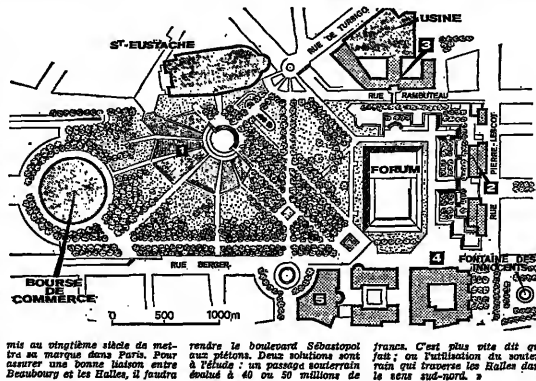 ST-EUSTACHE
RUE DE TURBIGO
USINE
3
RUE RAMBUTEAU
1
FORUM
RUE PIERRE-LESCOT
2
BOURSE
DE
COMMERCE
RUE BERGER
4
FONTAINE DES
INNOCENTS
5
0 500 1000m
mis au vingtième siècle de met-
tre sa marque dans Paris. Pour
assurer une bonne liaison entre
Beaubourg et les Halles, il faudra
rendre le boulevard Sébastopol
aux piétons. Deux solutions sont
à l'étude : un passage souterrain
évalué à 40 ou 50 millions de
francs. C'est plus vite dit que
fait ; ou l'utilisation du souter-
rain qui traverse les Halles dans
le sens sud-nord. »